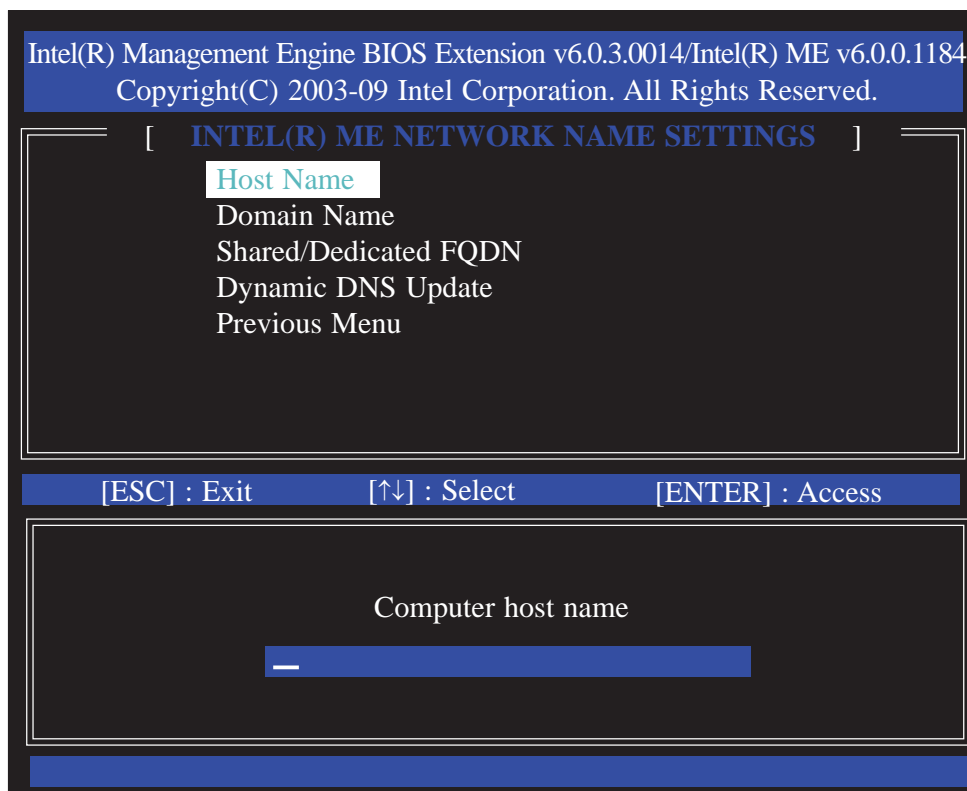 Intel(R) Management Engine BIOS Extension v6.0.3.0014/Intel(R) ME v6.0.0.1184
Copyright(C) 2003-09 Intel Corporation. All Rights Reserved.
[ INTEL(R) ME NETWORK NAME SETTINGS ]
Host Name
Domain Name
Shared/Dedicated FQDN
Dynamic DNS Update
Previous Menu
[ESC] : Exit [↑↓] : Select [ENTER] : Access
Computer host name